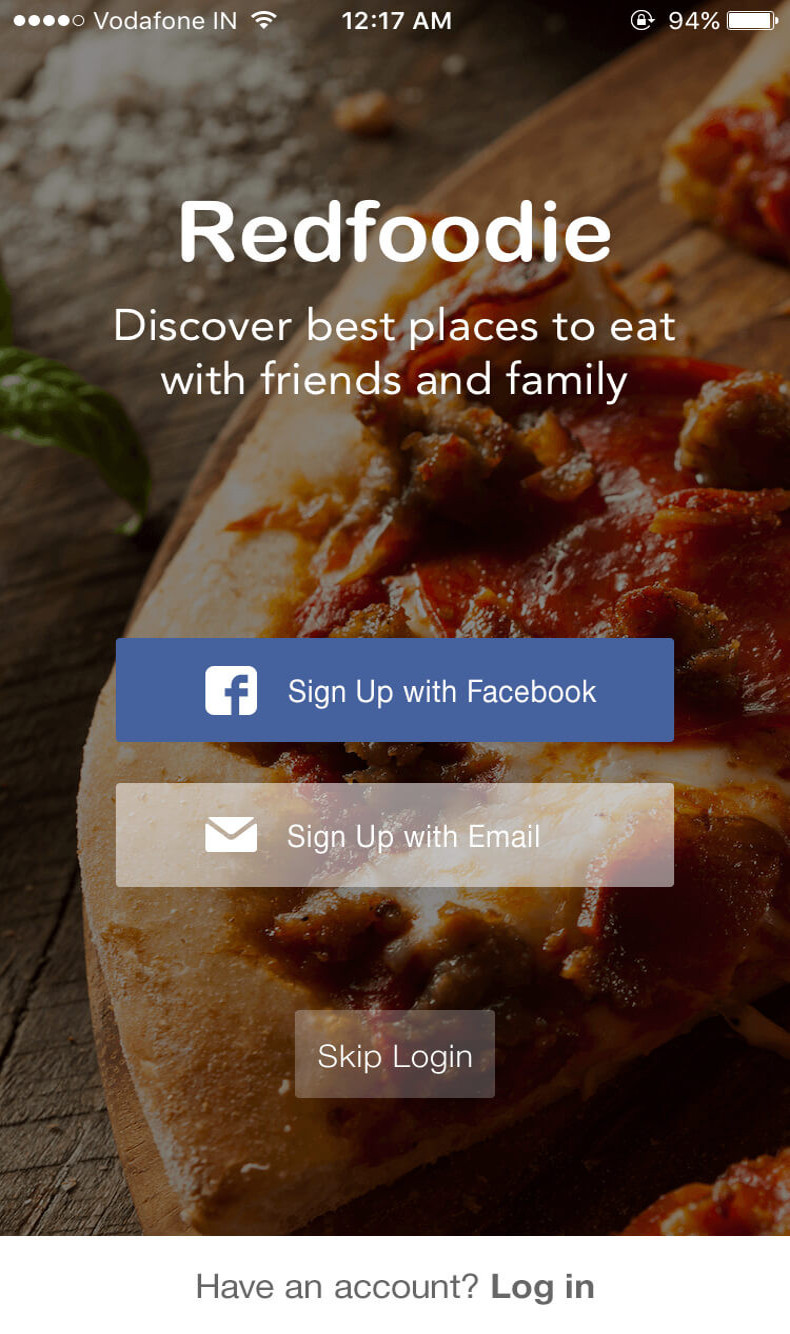 Vodafone IN 12:17 AM 94%
Redfoodie
Discover best places to eat
with friends and family
Sign Up with Facebook
Sign Up with Email
Skip Login
Have an account? Log in